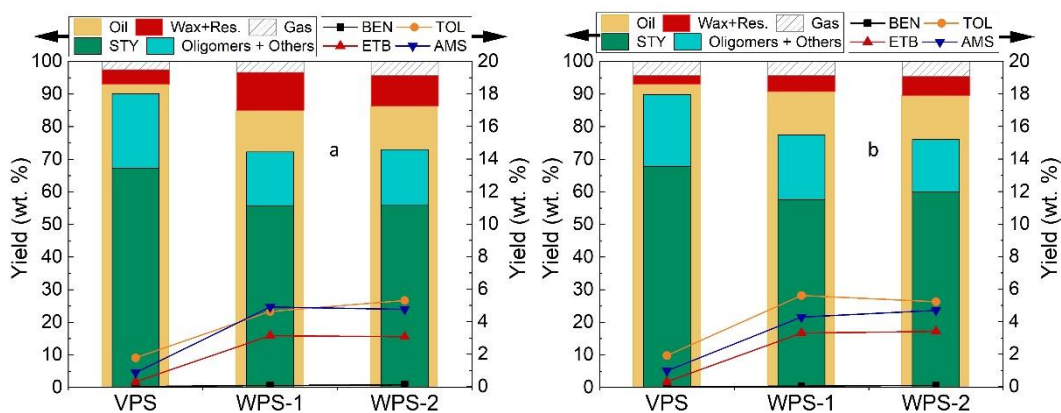 Oil Wax+Res. Gas BEN TOL
STY Oligomers + Others ETB AMS
100 20
90 18
80 16
70 a 14
60 12
50 10
40 8
30 6
20 4
10 2
0 0
Yield (wt. %)
Yield (wt. %)
VPS WPS-1 WPS-2
Oil Wax+Res. Gas BEN TOL
STY Oligomers + Others ETB AMS
100 20
90 18
80 16
70 b 14
60 12
50 10
40 8
30 6
20 4
10 2
0 0
Yield (wt. %)
Yield (wt. %)
VPS WPS-1 WPS-2